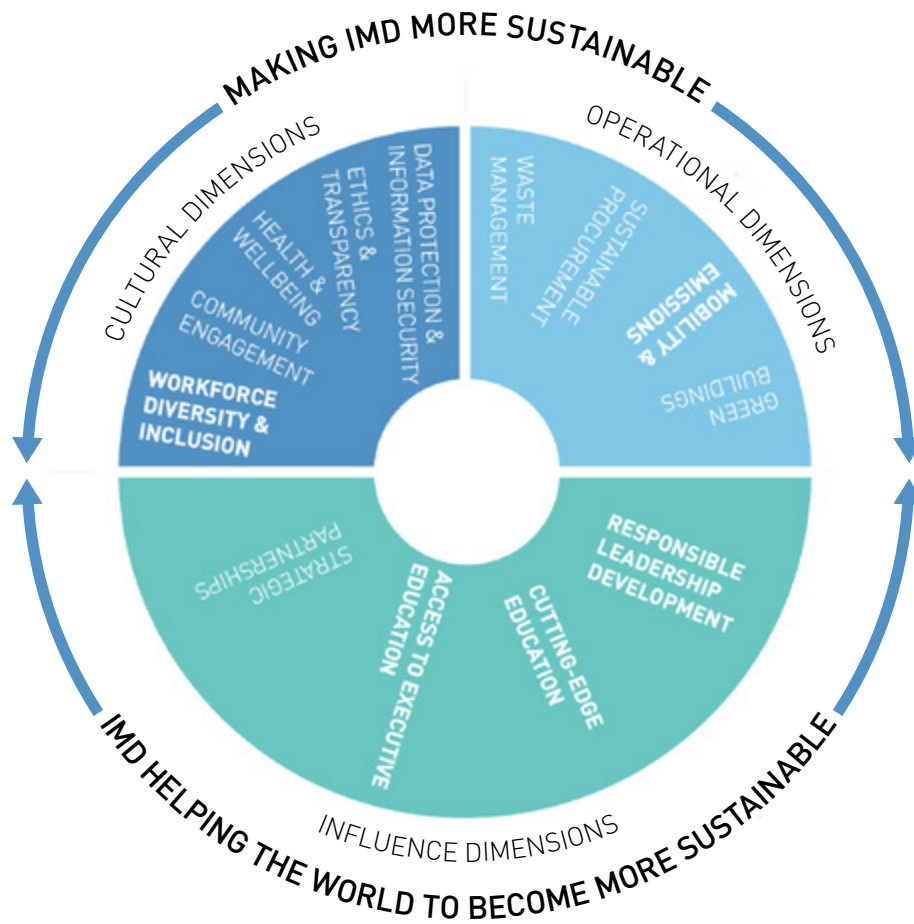 MAKING IMD MORE SUSTAINABLE
CULTURAL DIMENSIONS
OPERATIONAL DIMENSIONS
DATA PROTECTION &
INFORMATION SECURITY
ETHICS &
TRANSPARENCY
HEALTH &
WELLBEING
COMMUNITY
ENGAGEMENT
WORKFORCE
DIVERSITY &
INCLUSION
WASTE
MANAGEMENT
SUSTAINABLE
PROCUREMENT
MOBILITY &
EMISSIONS
GREEN
BUILDINGS
RESPONSIBLE
LEADERSHIP
DEVELOPMENT
CUTTING-EDGE
EDUCATION
ACCESS TO EXECUTIVE
EDUCATION
STRATEGIC
PARTNERSHIPS
INFLUENCE DIMENSIONS
IMD HELPING THE WORLD TO BECOME MORE SUSTAINABLE